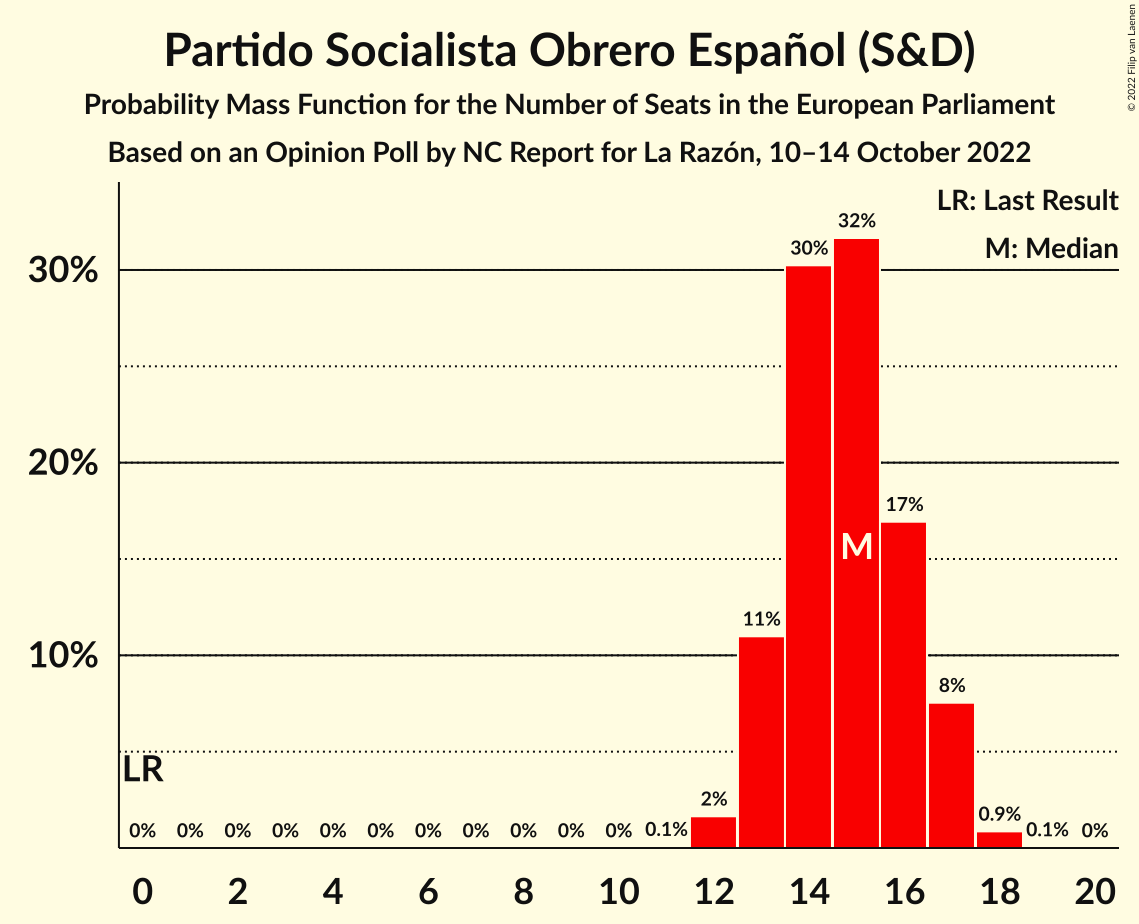 Partido Socialista Obrero Español (S&D)
Probability Mass Function for the Number of Seats in the European Parliament
Based on an Opinion Poll by NC Report for La Razón, 10–14 October 2022
© 2022 Filip van Laenen
LR: Last Result
M: Median
30%
20%
10%
LR
M
0% 0% 0% 0% 0% 0% 0% 0% 0% 0% 0% 0.1% 2% 11% 30% 32% 17% 8% 0.9% 0.1% 0%
0 2 4 6 8 10 12 14 16 18 20